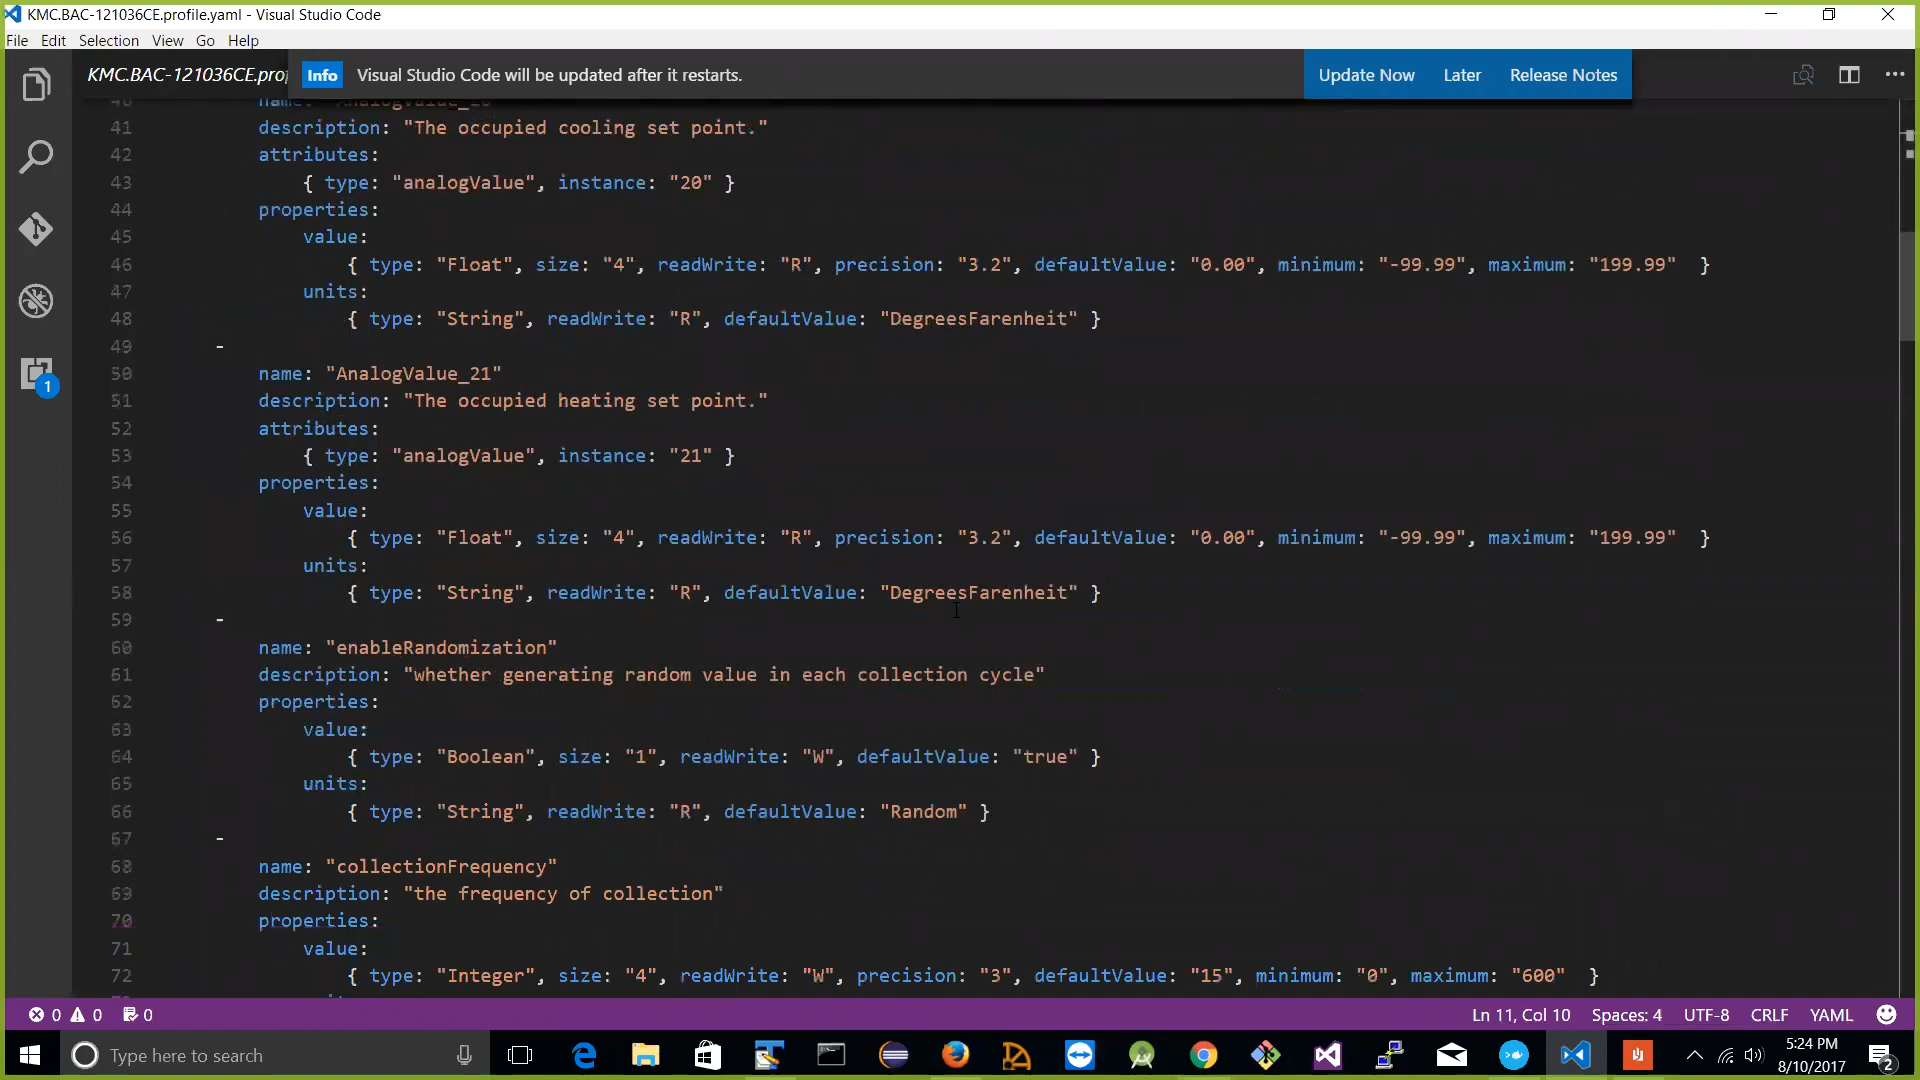 KMC.BAC-121036CE.profile.yaml - Visual Studio Code
File Edit Selection View Go Help
KMC.BAC-121036CE.prof
Info Visual Studio Code will be updated after it restarts.
Update Now Later Release Notes
41 description: "The occupied cooling set point."
42 attributes:
43 { type: "analogValue", instance: "20" }
44 properties:
45 value:
46 { type: "Float", size: "4", readWrite: "R", precision: "3.2", defaultValue: "0.00", minimum: "-99.99", maximum: "199.99" }
47 units:
48 { type: "String", readWrite: "R", defaultValue: "DegreesFarenheit" }
49 -
50 name: "AnalogValue_21"
51 description: "The occupied heating set point."
52 attributes:
53 { type: "analogValue", instance: "21" }
54 properties:
55 value:
56 { type: "Float", size: "4", readWrite: "R", precision: "3.2", defaultValue: "0.00", minimum: "-99.99", maximum: "199.99" }
57 units:
58 { type: "String", readWrite: "R", defaultValue: "DegreesFarenheit" }
59 -
60 name: "enableRandomization"
61 description: "whether generating random value in each collection cycle"
62 properties:
63 value:
64 { type: "Boolean", size: "1", readWrite: "W", defaultValue: "true" }
65 units:
66 { type: "String", readWrite: "R", defaultValue: "Random" }
67 -
68 name: "collectionFrequency"
69 description: "the frequency of collection"
70 properties:
71 value:
72 { type: "Integer", size: "4", readWrite: "W", precision: "3", defaultValue: "15", minimum: "0", maximum: "600" }
1
0 0 0
Ln 11, Col 10 Spaces: 4 UTF-8 CRLF YAML
Type here to search
5:24 PM
8/10/2017
2